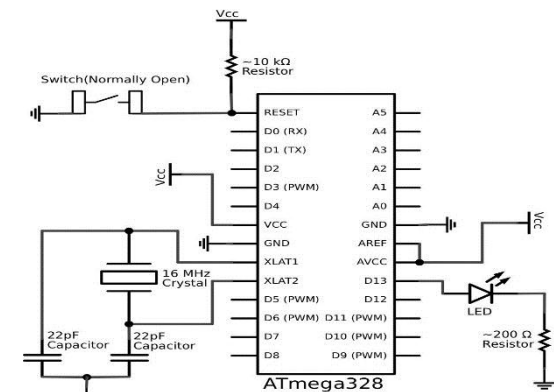 Vcc
~10 kΩ
Resistor
Switch(Normally Open)
RESET
A5
D0 (RX)
A4
D1 (TX)
A3
D2
A2
Vcc
D3 (PWM)
A1
D4
A0
VCC
GND
Vcc
GND
AREF
XLAT1
AVCC
16 MHz
Crystal
XLAT2
D13
D5 (PWM)
D12
LED
D6 (PWM)
D11 (PWM)
22pF
Capacitor
22pF
Capacitor
D7
D10 (PWM)
~200 Ω
Resistor
D8
D9 (PWM)
ATmega328